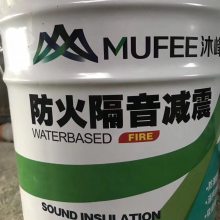 MUFEE沐峰
防火隔音减震
WATERBASED FIRE
SOUND INSULATION